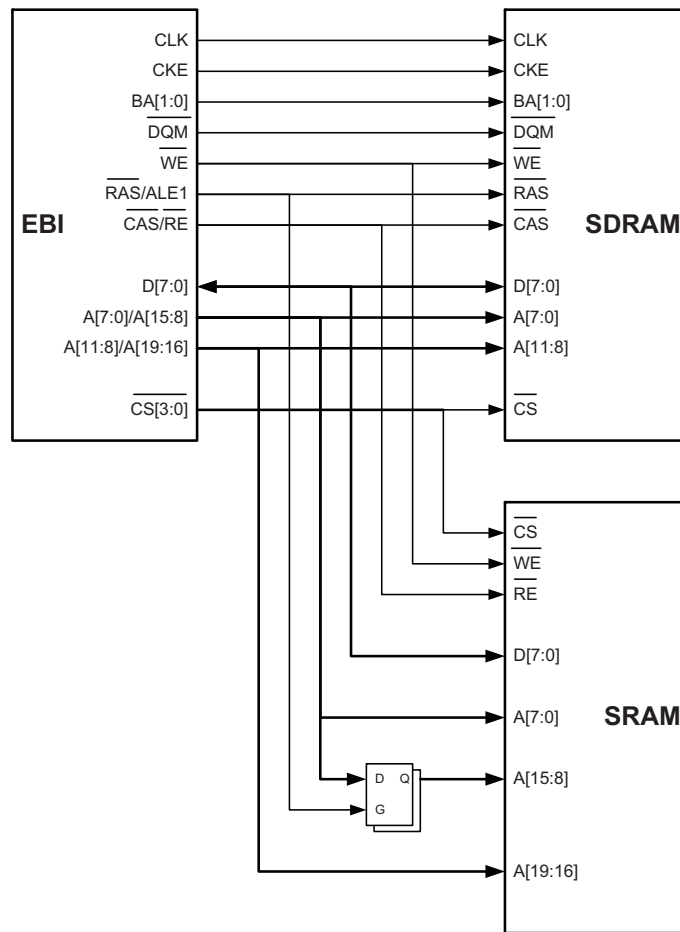 CLK
CKE
BA[1:0]
DQM
WE
RAS/ALE1
CAS/RE
EBI
D[7:0]
A[7:0]/A[15:8]
A[11:8]/A[19:16]
CS[3:0]
CLK
CKE
BA[1:0]
DQM
WE
RAS
CAS
SDRAM
D[7:0]
A[7:0]
A[11:8]
CS
CS
WE
RE
D[7:0]
A[7:0]
SRAM
D Q
G
A[15:8]
A[19:16]